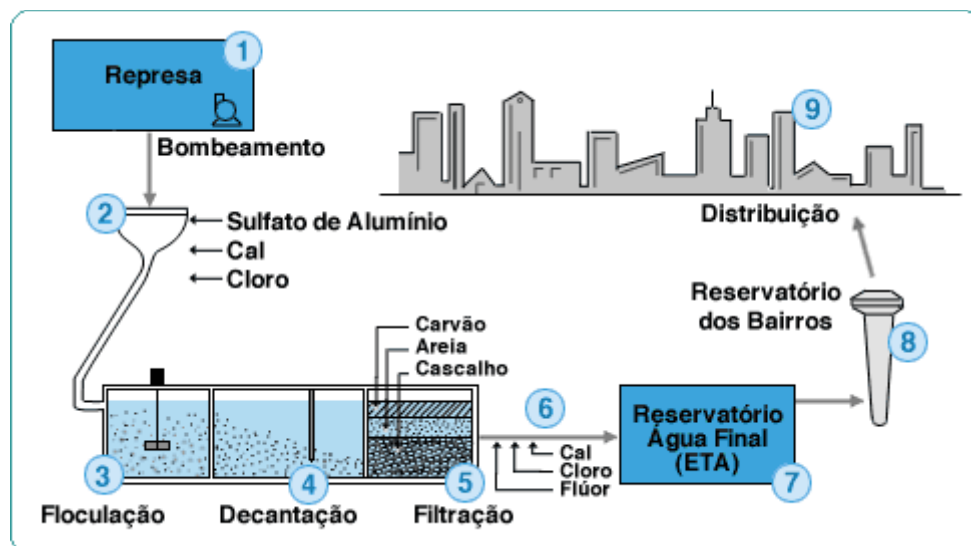 1
Represa
Bombeamento
2
Sulfato de Alumínio
Cal
Cloro
Carvão
Areia
Cascalho
3
4
5
Floculação
Decantação
Filtração
6
Cal
Cloro
Flúor
Reservatório
Água Final
(ETA)
7
Reservatório
dos Bairros
8
Distribuição
9